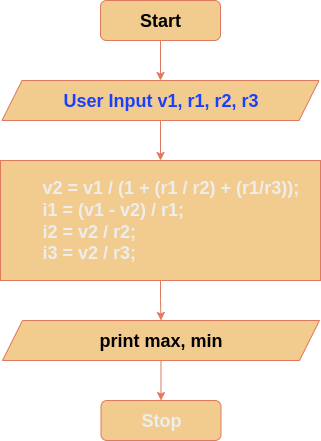 Start
User Input v1, r1, r2, r3
v2 = v1 / (1 + (r1 / r2) + (r1/r3));
i1 = (v1 - v2) / r1;
i2 = v2 / r2;
i3 = v2 / r3;
print max, min
Stop